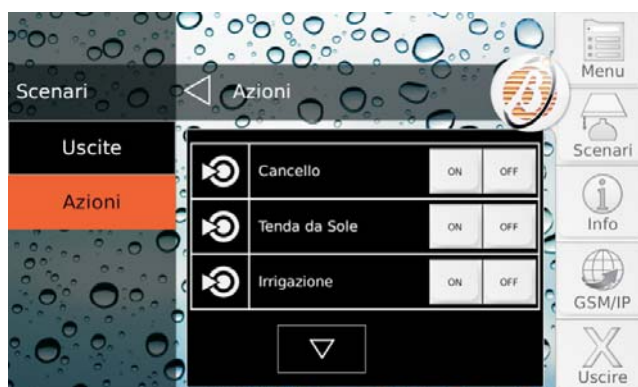 Scenari
Azioni
Uscite
Azioni
Cancello ON OFF
Tenda da Sole ON OFF
Irrigazione ON OFF
Menu
Scenari
Info
GSM/IP
Uscire